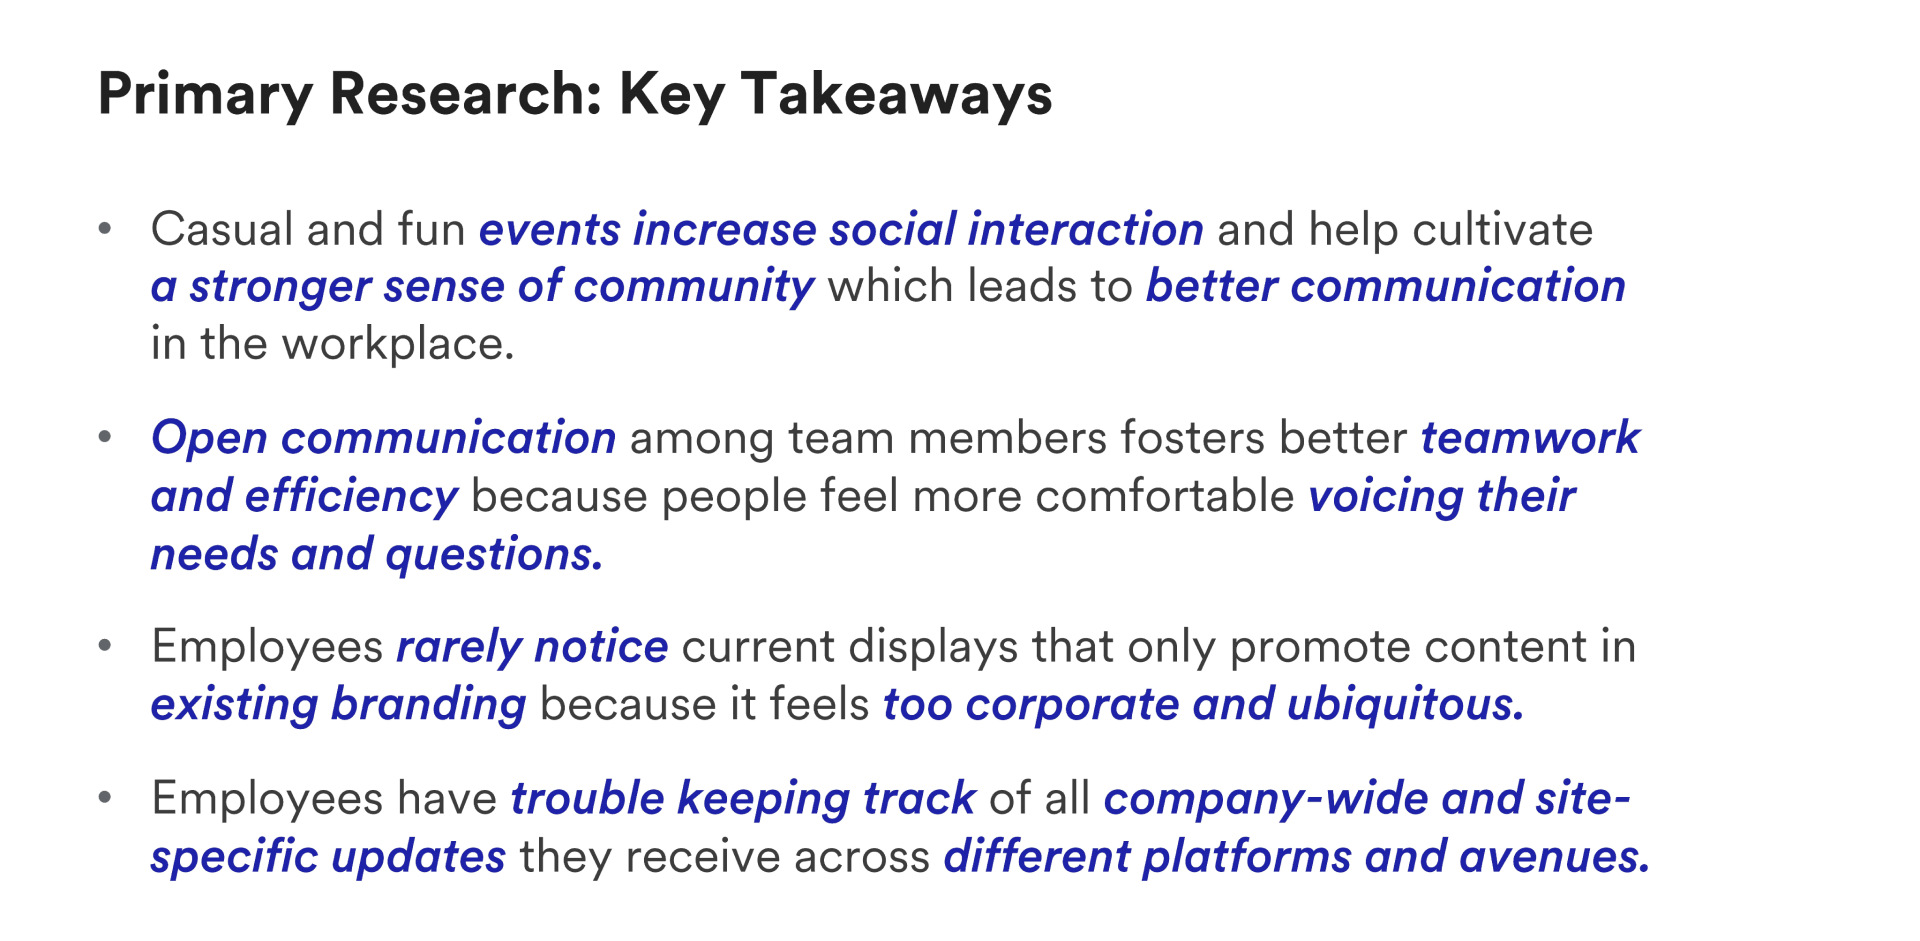 Primary Research: Key Takeaways
• Casual and fun events increase social interaction and help cultivate
a stronger sense of community which leads to better communication
in the workplace.
• Open communication among team members fosters better teamwork
and efficiency because people feel more comfortable voicing their
needs and questions.
• Employees rarely notice current displays that only promote content in
existing branding because it feels too corporate and ubiquitous.
• Employees have trouble keeping track of all company-wide and site-
specific updates they receive across different platforms and avenues.